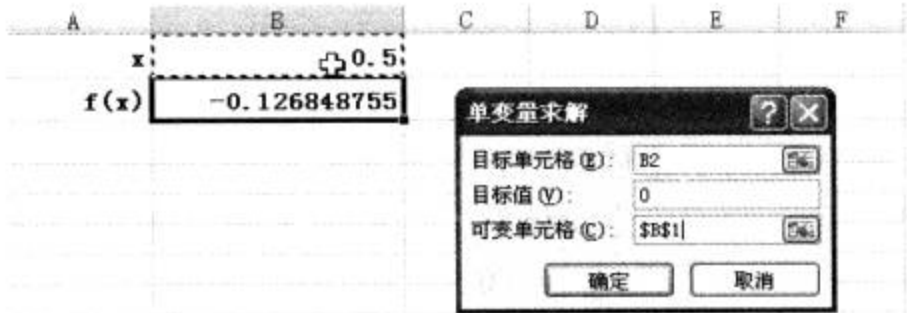 A B C D E F
x 0.5
f(x) -0.126848755
单变量求解
目标单元格(E): B2
目标值(V): 0
可变单元格(C): $B$1
确定 取消